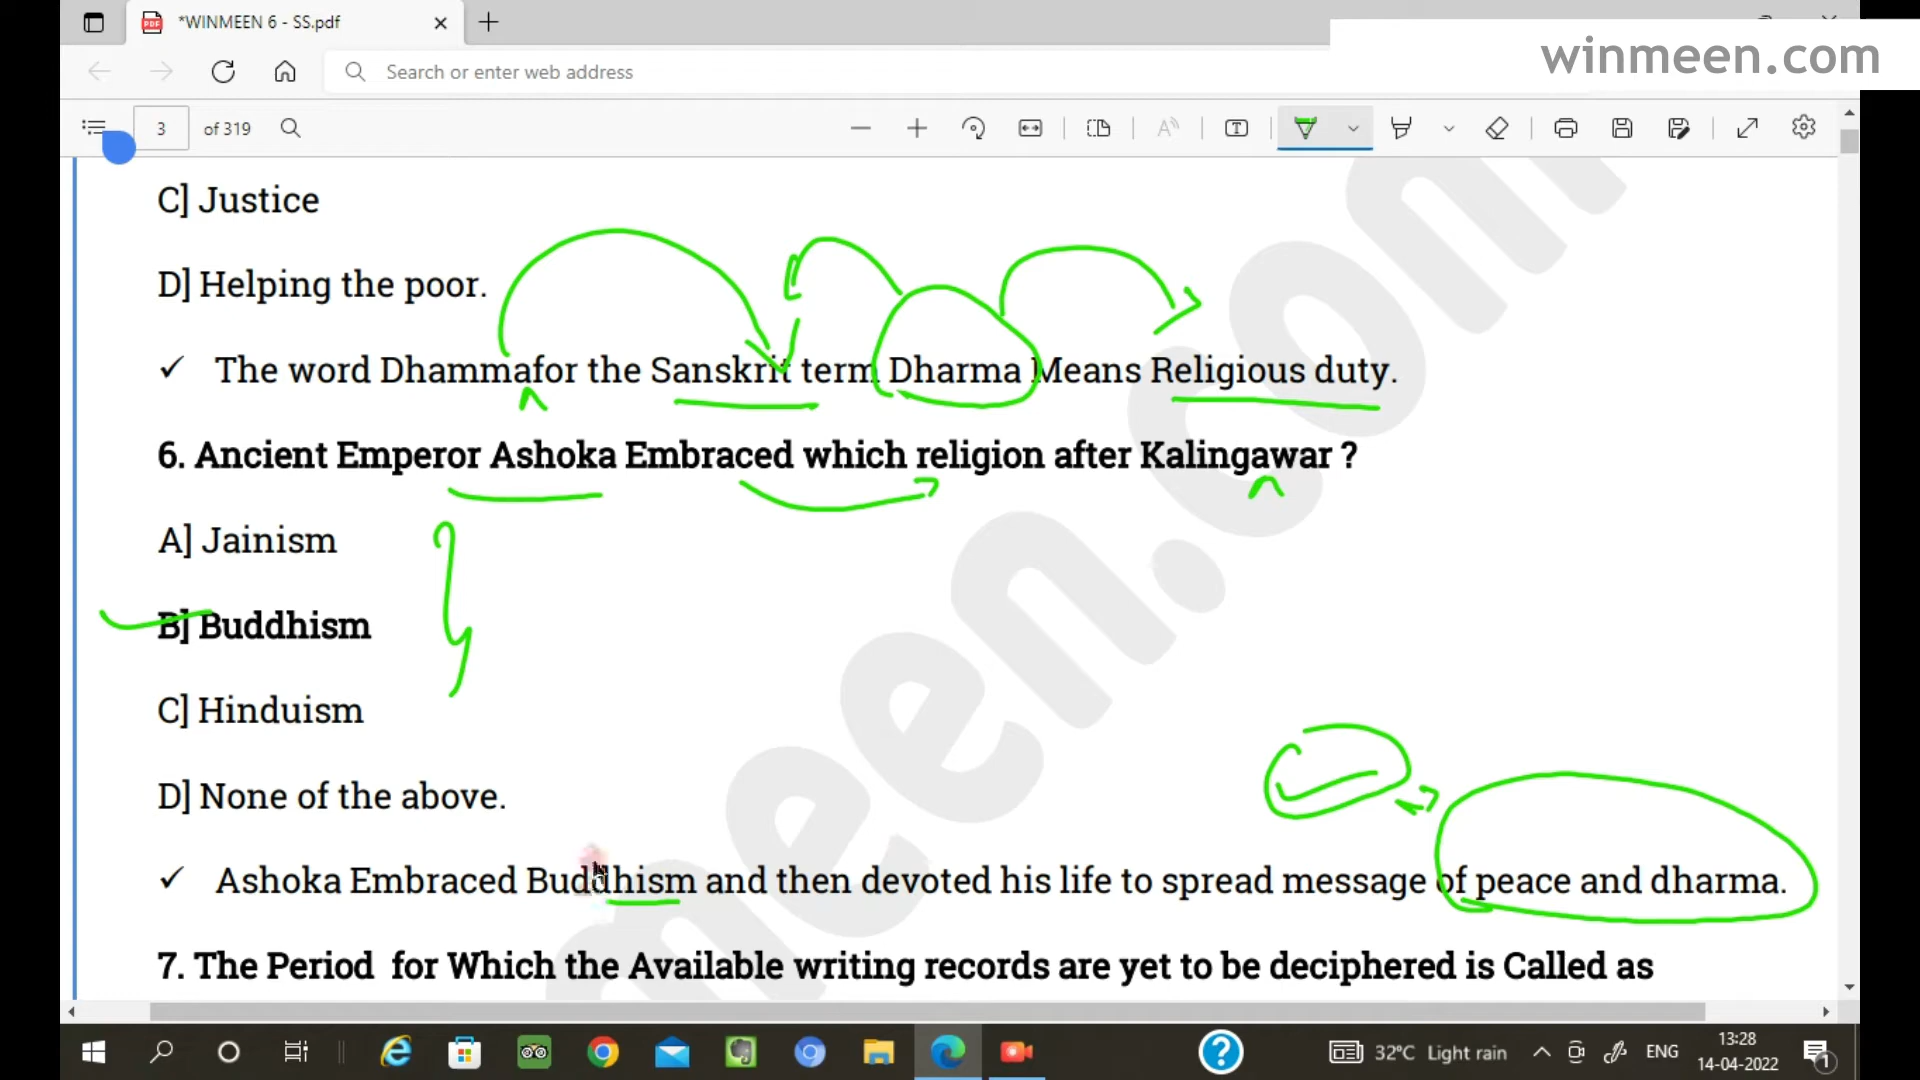 *WINMEEN 6 - SS.pdf
winmeen.com
Search or enter web address
3 of 319
C] Justice
D] Helping the poor.
✓ The word Dhammafor the Sanskrit term Dharma Means Religious duty.
6. Ancient Emperor Ashoka Embraced which religion after Kalingawar ?
A] Jainism
B] Buddhism
C] Hinduism
D] None of the above.
✓ Ashoka Embraced Buddhism and then devoted his life to spread message of peace and dharma.
7. The Period for Which the Available writing records are yet to be deciphered is Called as
meen.com
32°C Light rain
ENG
13:28
14-04-2022
1